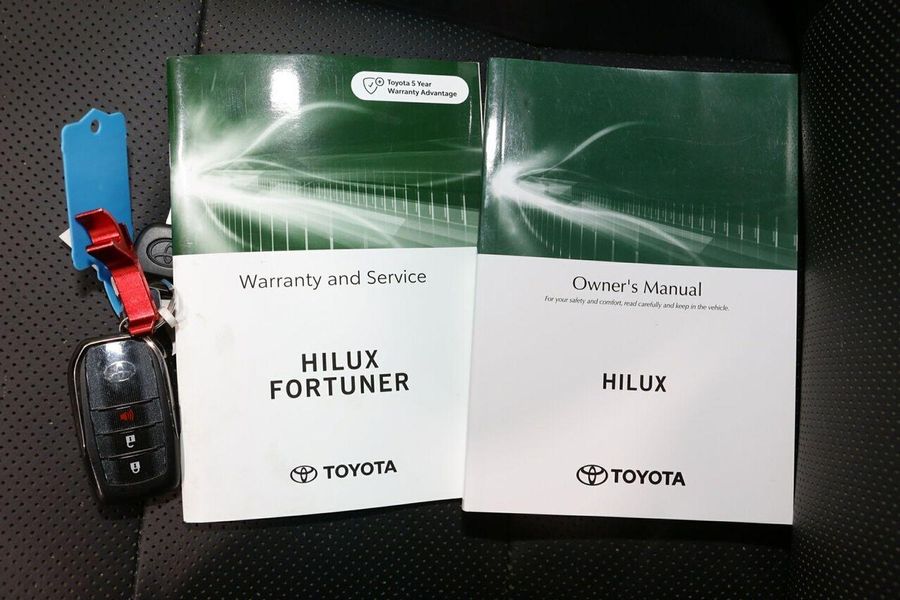 Toyota 5 Year
Warranty Advantage
Warranty and Service
HILUX
FORTUNER
TOYOTA
Owner's Manual
For your safety and comfort, read carefully and keep in the vehicle.
HILUX
TOYOTA